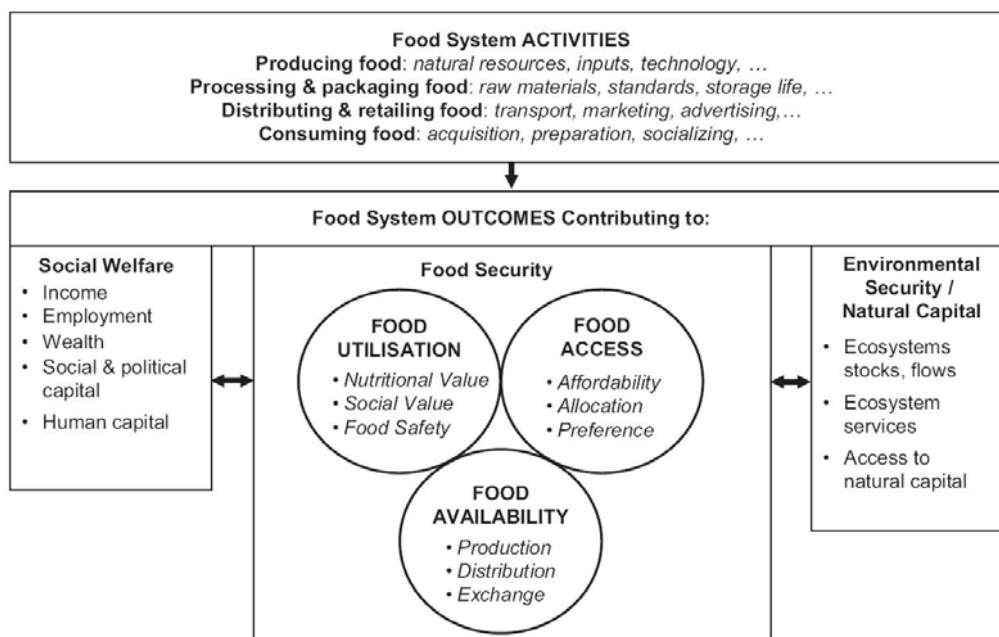 Food System ACTIVITIES
Producing food: natural resources, inputs, technology, …
Processing & packaging food: raw materials, standards, storage life, …
Distributing & retailing food: transport, marketing, advertising,…
Consuming food: acquisition, preparation, socializing, …
Food System OUTCOMES Contributing to:
Social Welfare
• Income
• Employment
• Wealth
• Social & political
capital
• Human capital
Food Security
FOOD
UTILISATION
• Nutritional Value
• Social Value
• Food Safety
FOOD
ACCESS
• Affordability
• Allocation
• Preference
FOOD
AVAILABILITY
• Production
• Distribution
• Exchange
Environmental
Security /
Natural Capital
• Ecosystems
stocks, flows
• Ecosystem
services
• Access to
natural capital